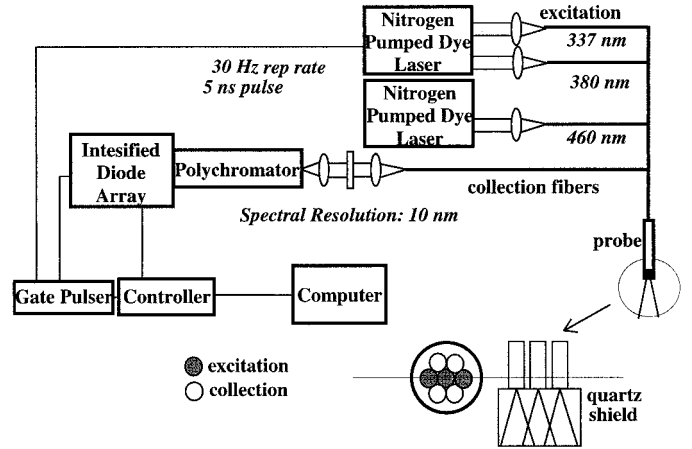 Nitrogen
Pumped Dye
Laser
excitation
337 nm
380 nm
30 Hz rep rate
5 ns pulse
Nitrogen
Pumped Dye
Laser
460 nm
Intesified
Diode
Array
Polychromator
collection fibers
Spectral Resolution: 10 nm
probe
Gate Pulser
Controller
Computer
excitation
collection
quartz
shield